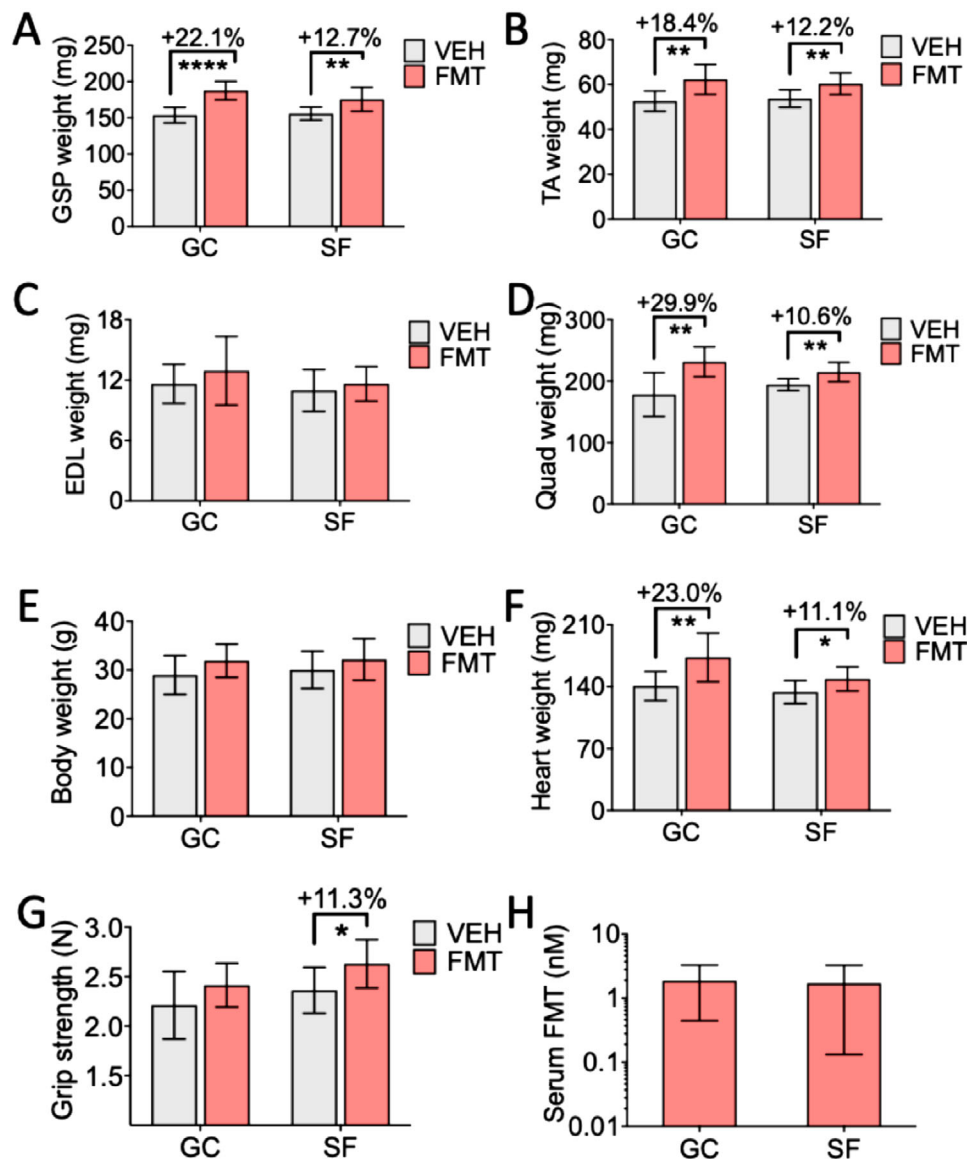 A
GSP weight (mg)
250
200
150
100
50
0
+22.1%
****
+12.7%
**
VEH
FMT
GC
SF
B
TA weight (mg)
80
60
40
20
0
+18.4%
**
+12.2%
**
VEH
FMT
GC
SF
C
EDL weight (mg)
18
12
6
0
VEH
FMT
GC
SF
D
Quad weight (mg)
300
200
100
0
+29.9%
**
+10.6%
**
VEH
FMT
GC
SF
E
Body weight (g)
40
30
20
10
0
VEH
FMT
GC
SF
F
Heart weight (mg)
210
140
70
0
+23.0%
**
+11.1%
*
VEH
FMT
GC
SF
G
Grip strength (N)
3.0
2.5
2.0
1.5
+11.3%
*
VEH
FMT
GC
SF
H
Serum FMT (nM)
10
1
0.1
0.01
GC
SF